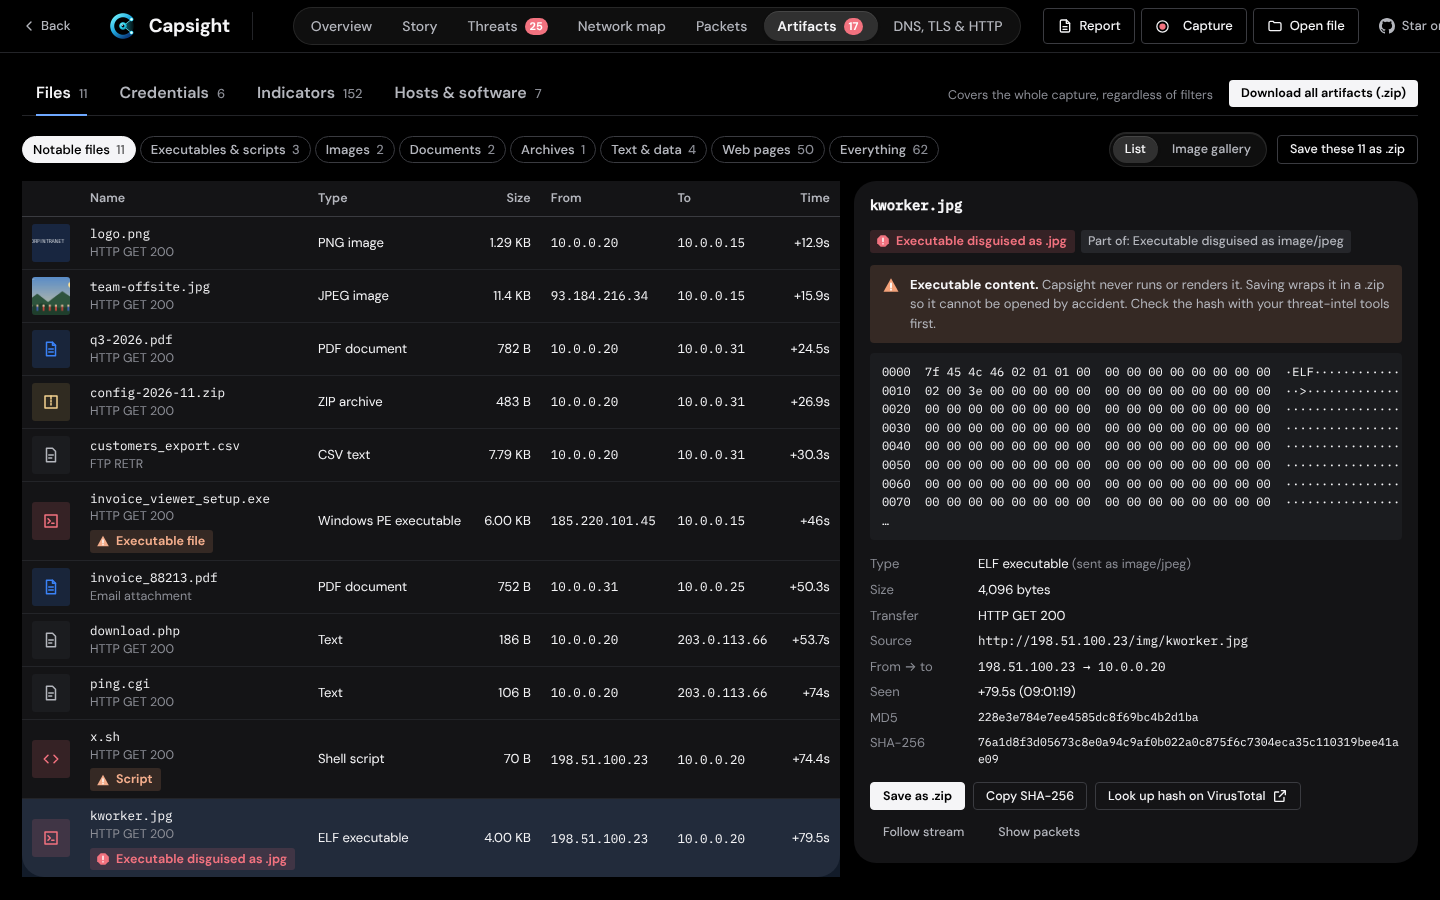 Back
Capsight
Overview
Story
Threats 25
Network map
Packets
Artifacts 17
DNS, TLS & HTTP
Report
Capture
Open file
Star or
Files 11
Credentials 6
Indicators 152
Hosts & software 7
Covers the whole capture, regardless of filters
Download all artifacts (.zip)
Notable files 11
Executables & scripts 3
Images 2
Documents 2
Archives 1
Text & data 4
Web pages 50
Everything 62
List
Image gallery
Save these 11 as .zip
Name Type Size From To Time
logo.png
HTTP GET 200
PNG image 1.29 KB 10.0.0.20 10.0.0.15 +12.9s
team-offsite.jpg
HTTP GET 200
JPEG image 11.4 KB 93.184.216.34 10.0.0.15 +15.9s
q3-2026.pdf
HTTP GET 200
PDF document 782 B 10.0.0.20 10.0.0.31 +24.5s
config-2026-11.zip
HTTP GET 200
ZIP archive 483 B 10.0.0.20 10.0.0.31 +26.9s
customers_export.csv
FTP RETR
CSV text 7.79 KB 10.0.0.20 10.0.0.31 +30.3s
invoice_viewer_setup.exe
HTTP GET 200
Executable file
Windows PE executable 6.00 KB 185.220.101.45 10.0.0.15 +46s
invoice_88213.pdf
Email attachment
PDF document 752 B 10.0.0.31 10.0.0.25 +50.3s
download.php
HTTP GET 200
Text 186 B 10.0.0.20 203.0.113.66 +53.7s
ping.cgi
HTTP GET 200
Text 106 B 10.0.0.20 203.0.113.66 +74s
x.sh
HTTP GET 200
Script
Shell script 70 B 198.51.100.23 10.0.0.20 +74.4s
kworker.jpg
HTTP GET 200
Executable disguised as .jpg
ELF executable 4.00 KB 198.51.100.23 10.0.0.20 +79.5s
kworker.jpg
Executable disguised as .jpg
Part of: Executable disguised as image/jpeg
Executable content. Capsight never runs or renders it. Saving wraps it in a .zip
so it cannot be opened by accident. Check the hash with your threat-intel tools
first.
0000 7f 45 4c 46 02 01 01 00 00 00 00 00 00 00 00 00 ·ELF············
0010 02 00 3e 00 00 00 00 00 00 00 00 00 00 00 00 00 ··>·············
0020 00 00 00 00 00 00 00 00 00 00 00 00 00 00 00 00 ················
0030 00 00 00 00 00 00 00 00 00 00 00 00 00 00 00 00 ················
0040 00 00 00 00 00 00 00 00 00 00 00 00 00 00 00 00 ················
0050 00 00 00 00 00 00 00 00 00 00 00 00 00 00 00 00 ················
0060 00 00 00 00 00 00 00 00 00 00 00 00 00 00 00 00 ················
0070 00 00 00 00 00 00 00 00 00 00 00 00 00 00 00 00 ················
…
Type ELF executable (sent as image/jpeg)
Size 4,096 bytes
Transfer HTTP GET 200
Source http://198.51.100.23/img/kworker.jpg
From → to 198.51.100.23 → 10.0.0.20
Seen +79.5s (09:01:19)
MD5 228e3e784e7ee4585dc8f69bc4b2d1ba
SHA-256 76a1d8f3d05673c8e0a94c9af0b022a0c875f6c7304eca35c110319bee41a
e09
Save as .zip
Copy SHA-256
Look up hash on VirusTotal
Follow stream
Show packets